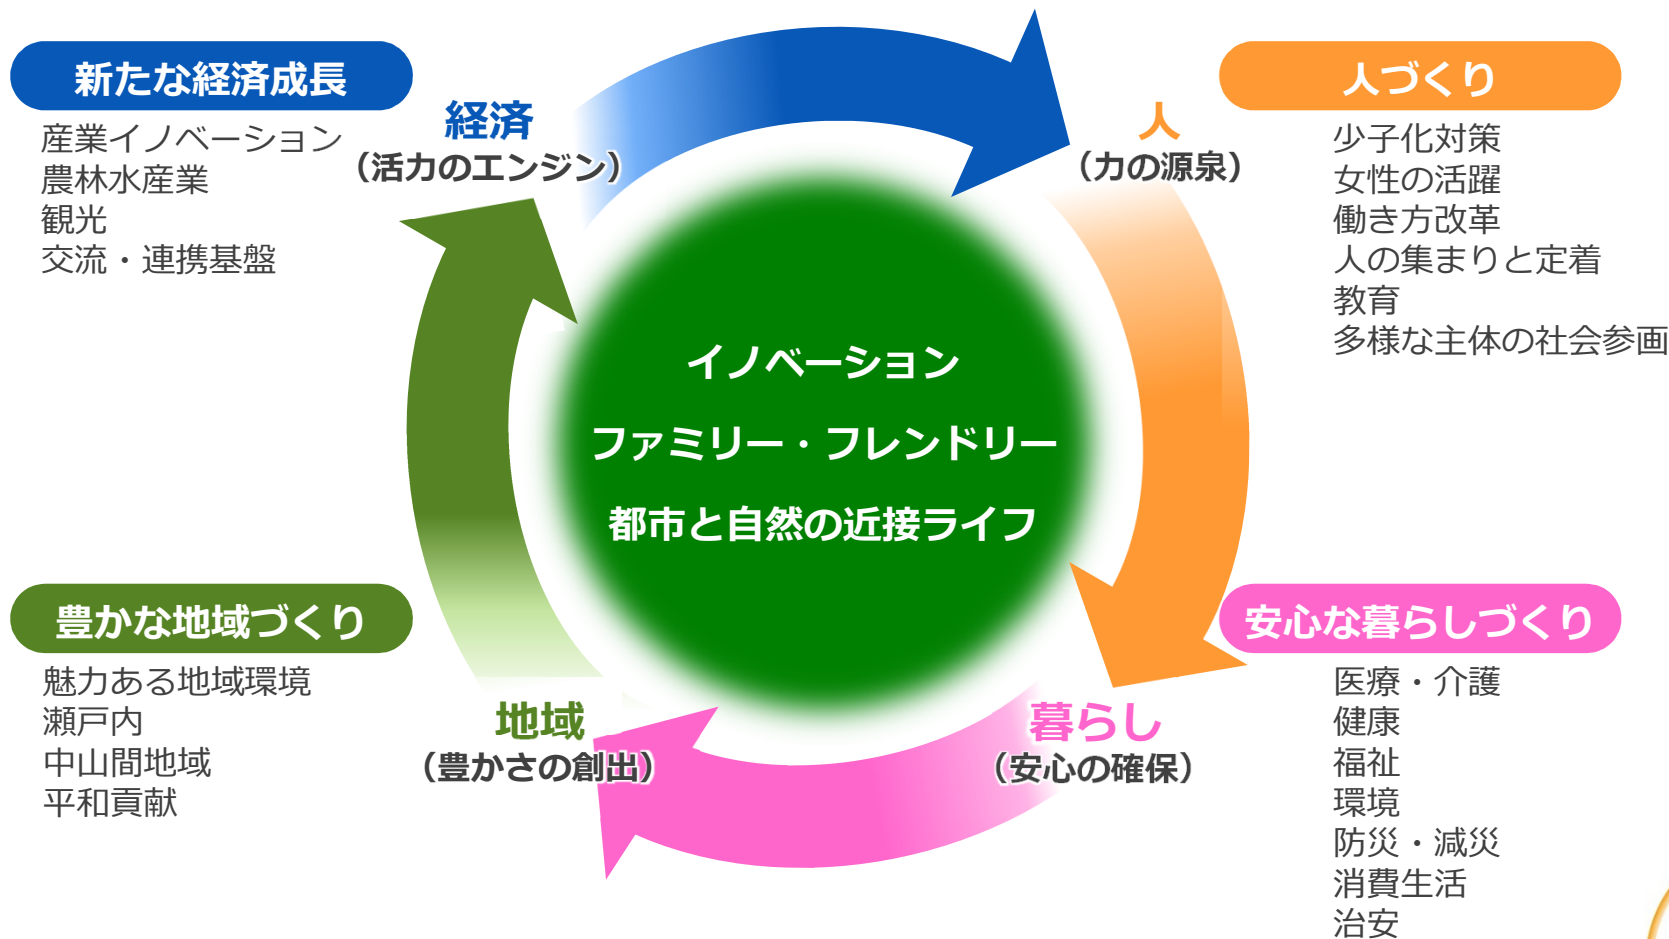 新たな経済成長
産業イノベーション
農林水産業
観光
交流・連携基盤
経済
（活力のエンジン）
人
（力の源泉）
人づくり
少子化対策
女性の活躍
働き方改革
人の集まりと定着
教育
多様な主体の社会参画
イノベーション
ファミリー・フレンドリー
都市と自然の近接ライフ
豊かな地域づくり
魅力ある地域環境
瀬戸内
中山間地域
平和貢献
地域
（豊かさの創出）
暮らし
（安心の確保）
安心な暮らしづくり
医療・介護
健康
福祉
環境
防災・減災
消費生活
治安